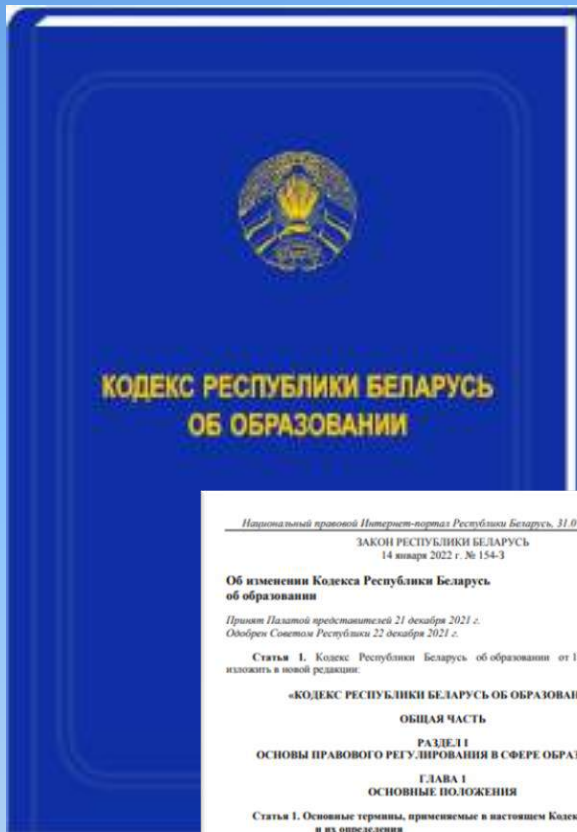 КОДЕКС РЕСПУБЛИКИ БЕЛАРУСЬ
ОБ ОБРАЗОВАНИИ
Национальный правовой Интернет-портал Республики Беларусь, 31.0
ЗАКОН РЕСПУБЛИКИ БЕЛАРУСЬ
14 января 2022 г. № 154-З
Об изменении Кодекса Республики Беларусь
об образовании
Принят Палатой представителей 21 декабря 2021 г.
Одобрен Советом Республики 22 декабря 2021 г.
Статья 1. Кодекс Республики Беларусь об образовании от 1
изложить в новой редакции:
«КОДЕКС РЕСПУБЛИКИ БЕЛАРУСЬ ОБ ОБРАЗОВАН
ОБЩАЯ ЧАСТЬ
РАЗДЕЛ I
ОСНОВЫ ПРАВОВОГО РЕГУЛИРОВАНИЯ В СФЕРЕ ОБРАЗ
ГЛАВА 1
ОСНОВНЫЕ ПОЛОЖЕНИЯ
Статья 1. Основные термины, применяемые в настоящем Кодек
и их определения